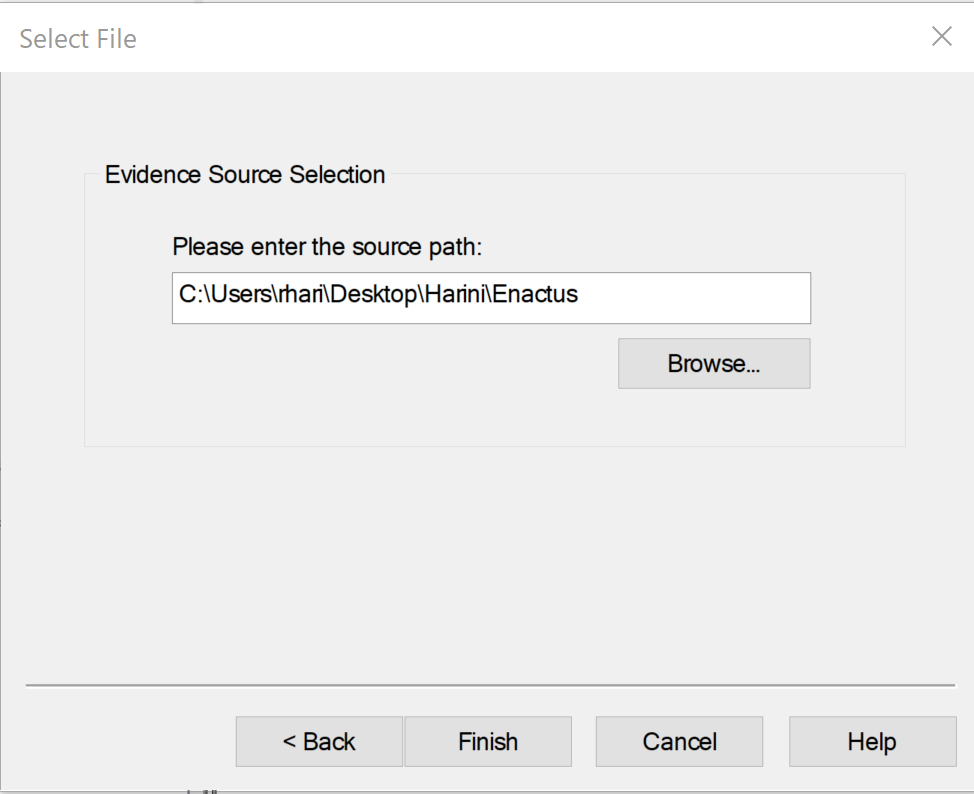 Select File
Evidence Source Selection
Please enter the source path:
C:\Users\rhari\Desktop\Harini\Enactus
Browse...
< Back
Finish
Cancel
Help